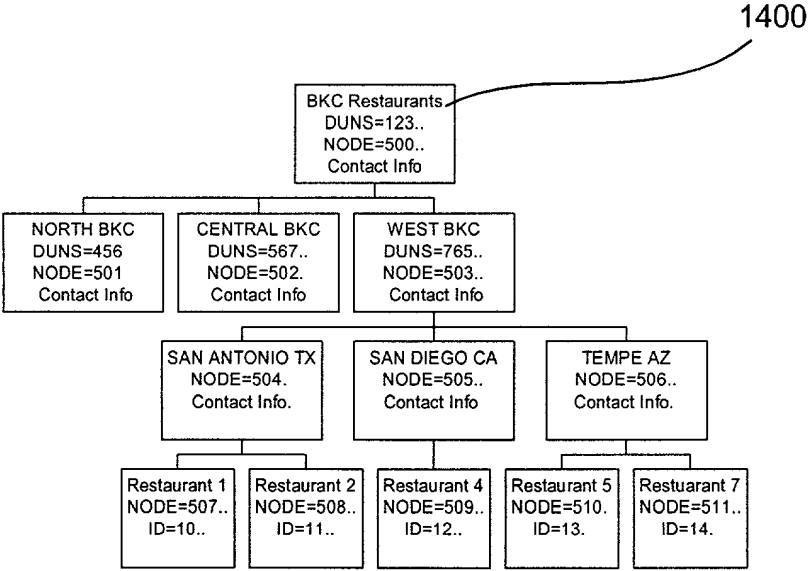 1400
BKC Restaurants
DUNS=123..
NODE=500..
Contact Info
NORTH BKC
DUNS=456
NODE=501
Contact Info
CENTRAL BKC
DUNS=567..
NODE=502.
Contact Info
WEST BKC
DUNS=765..
NODE=503..
Contact Info
SAN ANTONIO TX
NODE=504.
Contact Info.
SAN DIEGO CA
NODE=505..
Contact Info
TEMPE AZ
NODE=506..
Contact Info.
Restaurant 1
NODE=507..
ID=10..
Restaurant 2
NODE=508..
ID=11..
Restaurant 4
NODE=509..
ID=12..
Restaurant 5
NODE=510.
ID=13.
Restuarant 7
NODE=511..
ID=14.